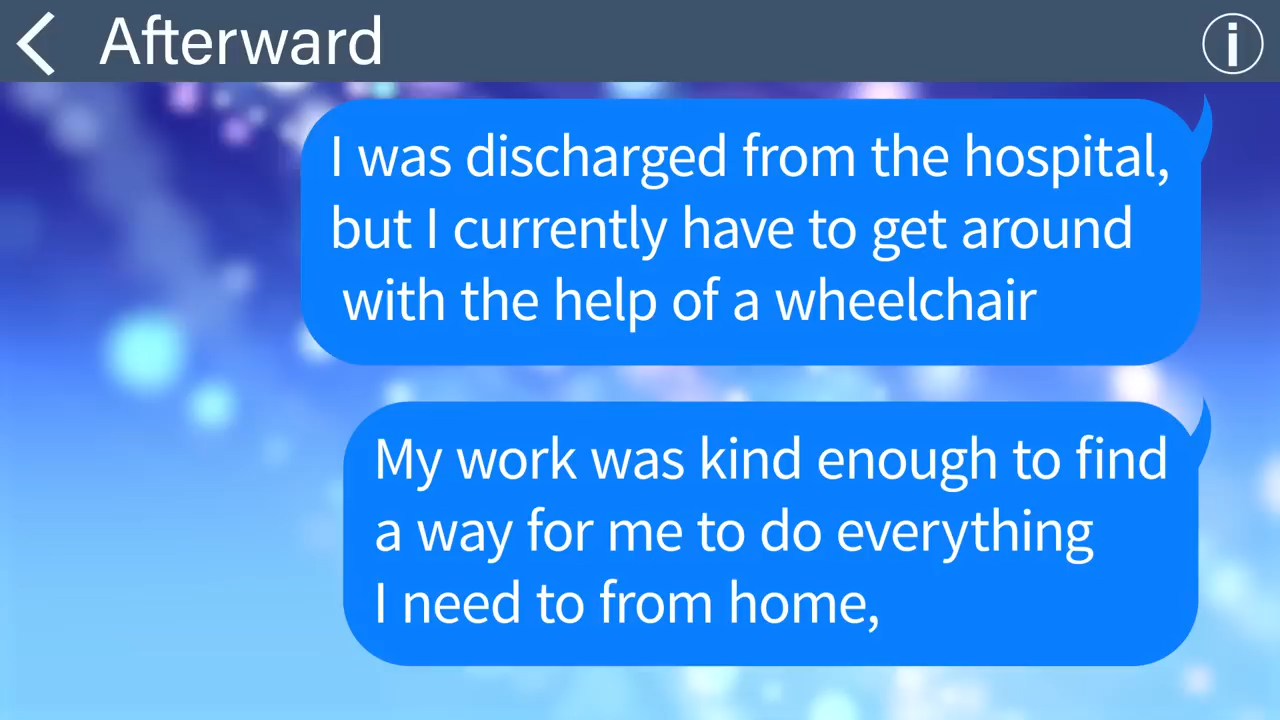 Afterward
I was discharged from the hospital,
but I currently have to get around
with the help of a wheelchair
My work was kind enough to find
a way for me to do everything
I need to from home,